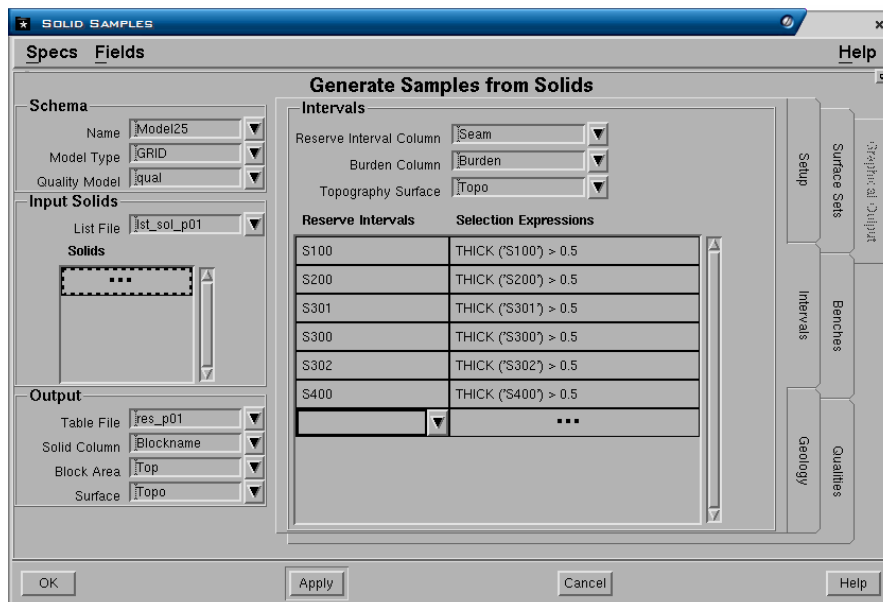 SOLID SAMPLES
Specs Fields Help
Generate Samples from Solids
Schema
Name Model25
Model Type GRID
Quality Model qual
Input Solids
List File lst_sol_p01
Solids
...
Output
Table File res_p01
Solid Column Blockname
Block Area Top
Surface Topo
Intervals
Reserve Interval Column Seam
Burden Column Burden
Topography Surface Topo
Reserve Intervals Selection Expressions
S100 THICK ("S100") > 0.5
S200 THICK ("S200") > 0.5
S301 THICK ("S301") > 0.5
S300 THICK ("S300") > 0.5
S302 THICK ("S302") > 0.5
S400 THICK ("S400") > 0.5
...
Setup
Intervals
Geology
Surface Sets
Benches
Qualities
Graphical Output
OK Apply Cancel Help